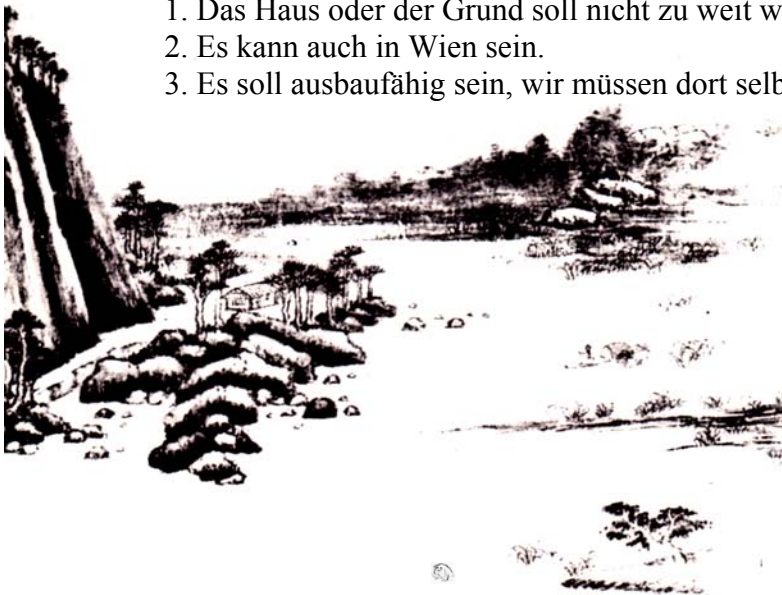 1. Das Haus oder der Grund soll nicht zu weit
2. Es kann auch in Wien sein.
3. Es soll ausbaufähig sein, wir müssen dort